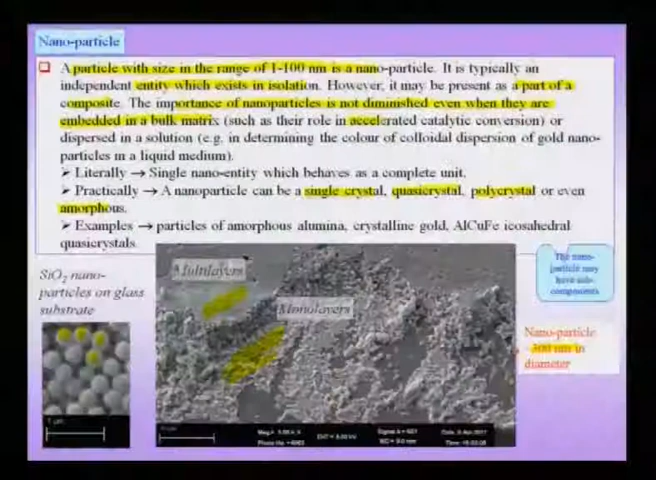 Nano-particle
A particle with size in the range of 1-100 nm is a nano-particle. It is typically an
independent entity which exists in isolation. However, it may be present as a part of a
composite. The importance of nanoparticles is not diminished even when they are
embedded in a bulk matrix (such as their role in accelerated catalytic conversion) or
dispersed in a solution (e.g. in determining the colour of colloidal dispersion of gold nano-
particles in a liquid medium).
➤ Literally → Single nano-entity which behaves as a complete unit.
➤ Practically → A nanoparticle can be a single crystal, quasicrystal, polycrystal or even
amorphous.
➤ Examples → particles of amorphous alumina, crystalline gold, AlCuFe icosahedral
quasicrystals.
SiO2 nano-
particles on glass
substrate
Multilayers
Monolayers
The nano-
particle may
have sub-
components
Nano-particle
~300 nm in
diameter
1 µm